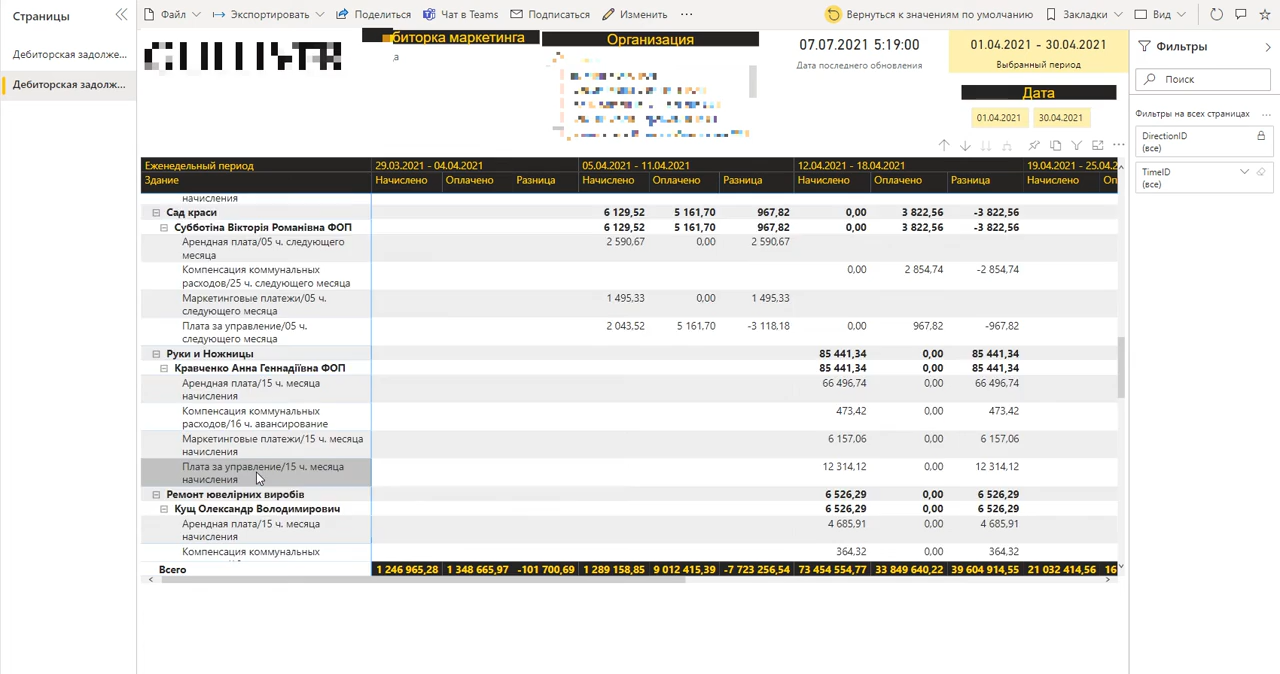 Страницы
Дебиторская задолже...
Дебиторская задолж...
Файл Экспортировать Поделиться Чат в Teams Подписаться Изменить ... Вернуться к значениям по умолчанию Закладки Вид
биторка маркетинга
а
Организация
07.07.2021 5:19:00
Дата последнего обновления
01.04.2021 - 30.04.2021
Выбранный период
Дата
01.04.2021 30.04.2021
Фильтры
Поиск
Фильтры на всех страницах ...
DirectionID
(все)
TimeID
(все)
Еженедельный период 29.03.2021 - 04.04.2021 05.04.2021 - 11.04.2021 12.04.2021 - 18.04.2021 19.04.2021 - 25.04.2
Здание Начислено Оплачено Разница Начислено Оплачено Разница Начислено Оплачено Разница Начислено Оп
начисления
Сад краси 6 129,52 5 161,70 967,82 0,00 3 822,56 -3 822,56
Субботіна Вікторія Романівна ФОП 6 129,52 5 161,70 967,82 0,00 3 822,56 -3 822,56
Арендная плата/05 ч. следующего 2 590,67 0,00 2 590,67
месяца
Компенсация коммунальных 0,00 2 854,74 -2 854,74
расходов/25 ч. следующего месяца
Маркетинговые платежи/05 ч. 1 495,33 0,00 1 495,33
следующего месяца
Плата за управление/05 ч. 2 043,52 5 161,70 -3 118,18 0,00 967,82 -967,82
следующего месяца
Руки и Ножницы 85 441,34 0,00 85 441,34
Кравченко Анна Геннадіївна ФОП 85 441,34 0,00 85 441,34
Арендная плата/15 ч. месяца 66 496,74 0,00 66 496,74
начисления
Компенсация коммунальных 473,42 0,00 473,42
расходов/16 ч. авансирование
Маркетинговые платежи/15 ч. месяца 6 157,06 0,00 6 157,06
начисления
Плата за управление/15 ч. месяца 12 314,12 0,00 12 314,12
начисления
Ремонт ювелірних виробів 6 526,29 0,00 6 526,29
Кущ Олександр Володимирович 6 526,29 0,00 6 526,29
Арендная плата/15 ч. месяца 4 685,91 0,00 4 685,91
начисления
Компенсация коммунальных 364,32 0,00 364,32
Всего 1 246 965,28 1 348 665,97 -101 700,69 1 289 158,85 9 012 415,39 -7 723 256,54 73 454 554,77 33 849 640,22 39 604 914,55 21 032 414,56 16